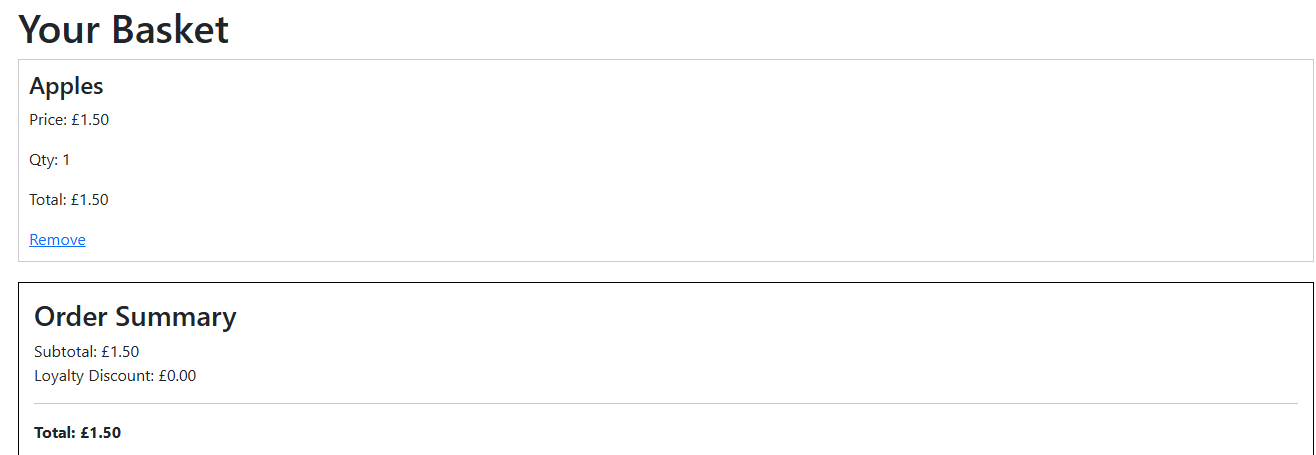 Your Basket
Apples
Price: £1.50
Qty: 1
Total: £1.50
Remove
Order Summary
Subtotal: £1.50
Loyalty Discount: £0.00
Total: £1.50